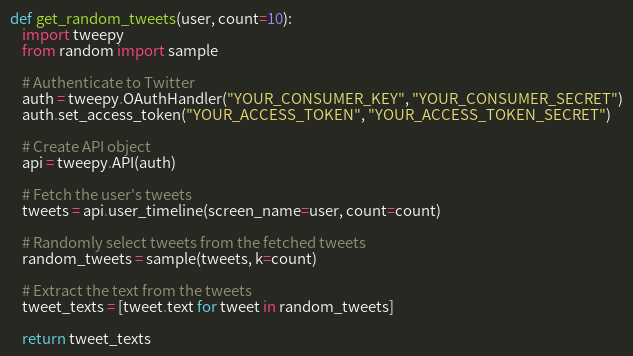 def get_random_tweets(user, count=10):
    import tweepy
    from random import sample

    # Authenticate to Twitter
    auth = tweepy.OAuthHandler("YOUR_CONSUMER_KEY", "YOUR_CONSUMER_SECRET")
    auth.set_access_token("YOUR_ACCESS_TOKEN", "YOUR_ACCESS_TOKEN_SECRET")

    # Create API object
    api = tweepy.API(auth)

    # Fetch the user's tweets
    tweets = api.user_timeline(screen_name=user, count=count)

    # Randomly select tweets from the fetched tweets
    random_tweets = sample(tweets, k=count)

    # Extract the text from the tweets
    tweet_texts = [tweet.text for tweet in random_tweets]

    return tweet_texts